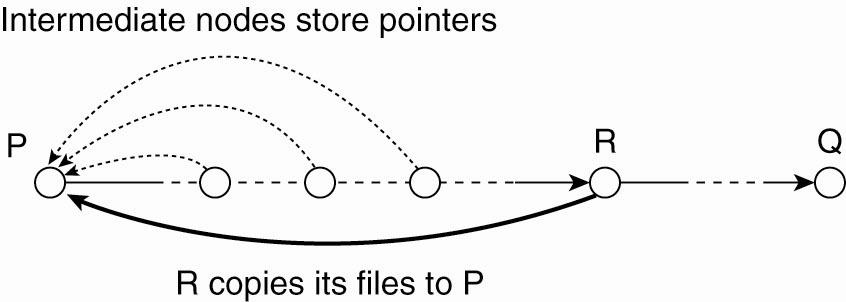 Intermediate nodes store pointers
P
R
Q
R copies its files to P